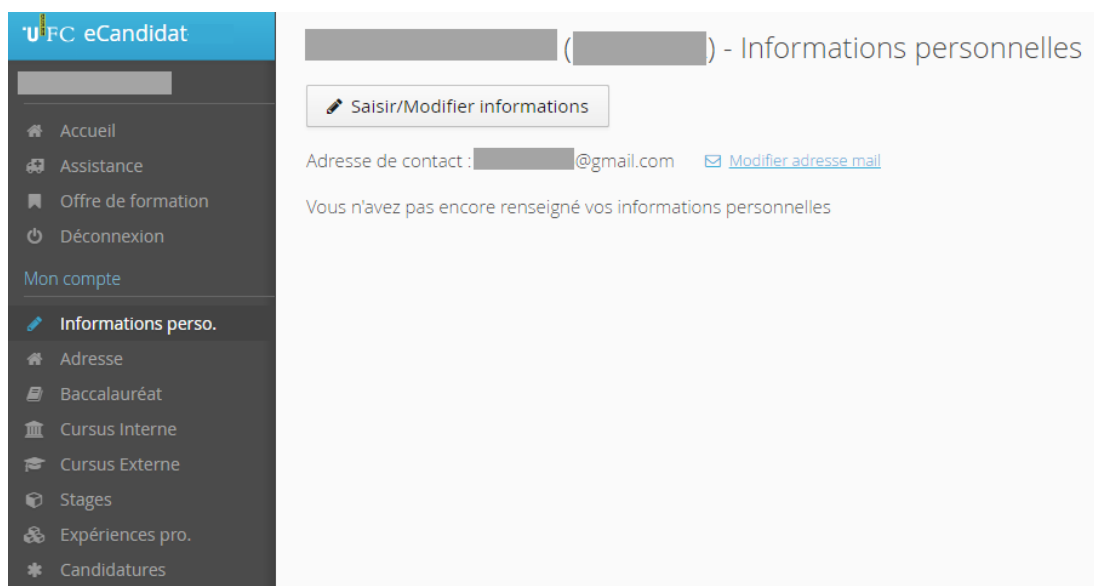 UFC eCandidat
Accueil
Assistance
Offre de formation
Déconnexion
Mon compte
Informations perso.
Adresse
Baccalauréat
Cursus Interne
Cursus Externe
Stages
Expériences pro.
Candidatures
( ) - Informations personnelles
Saisir/Modifier informations
Adresse de contact : @gmail.com Modifier adresse mail
Vous n'avez pas encore renseigné vos informations personnelles